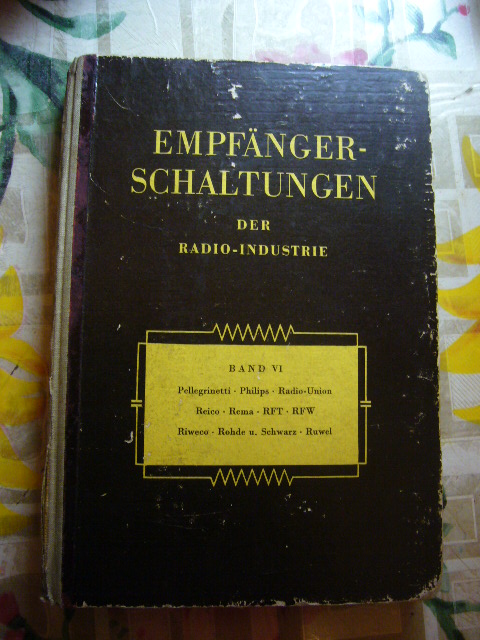 EMPFÄNGER-
SCHALTUNGEN
DER
RADIO-INDUSTRIE
BAND VI
Pellegrinetti · Philips · Radio-Union
Reico · Rema · RFT · RFW
Riweco · Rohde u. Schwarz · Ruwel